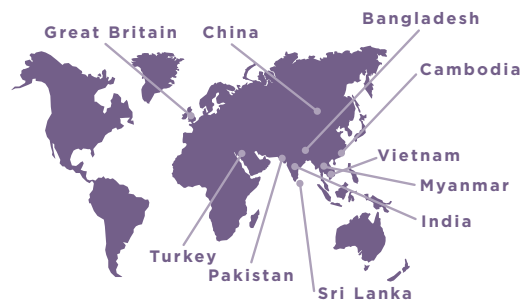 Bangladesh
Great Britain
China
Cambodia
Vietnam
Myanmar
India
Turkey
Pakistan
Sri Lanka